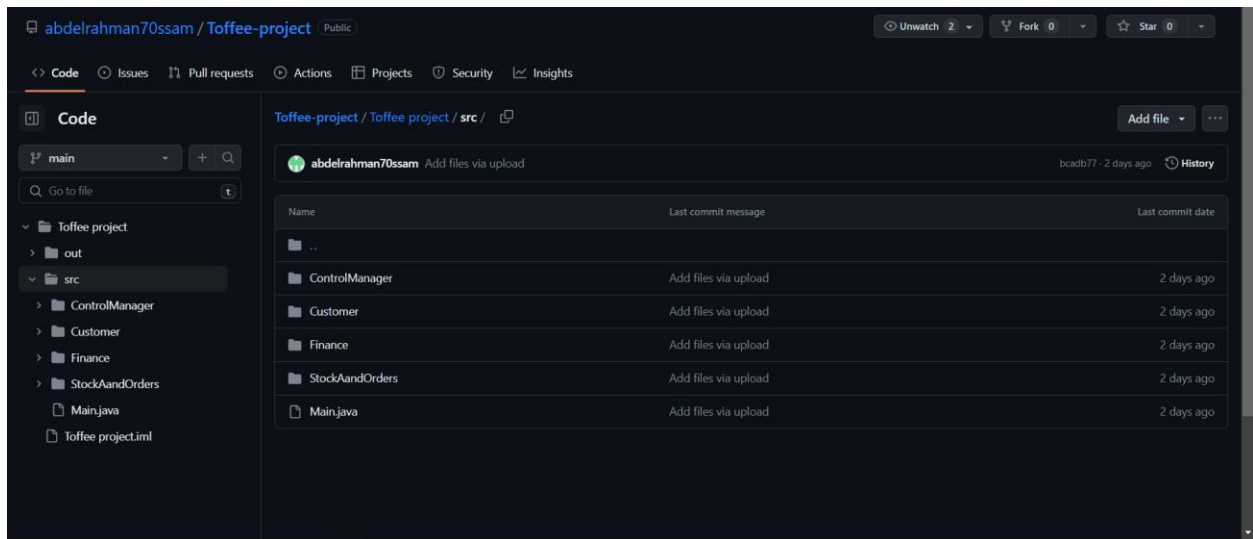 abdelrahman70ssam / Toffee-project Public
Unwatch 2 Fork 0 Star 0
Code Issues Pull requests Actions Projects Security Insights
Code
main
Go to file t
Toffee project
out
src
ControlManager
Customer
Finance
StockAandOrders
Main.java
Toffee project.iml
Toffee-project / Toffee project / src /
Add file
abdelrahman70ssam Add files via upload
bcadb77 · 2 days ago History
Name Last commit message Last commit date
..
ControlManager Add files via upload 2 days ago
Customer Add files via upload 2 days ago
Finance Add files via upload 2 days ago
StockAandOrders Add files via upload 2 days ago
Main.java Add files via upload 2 days ago